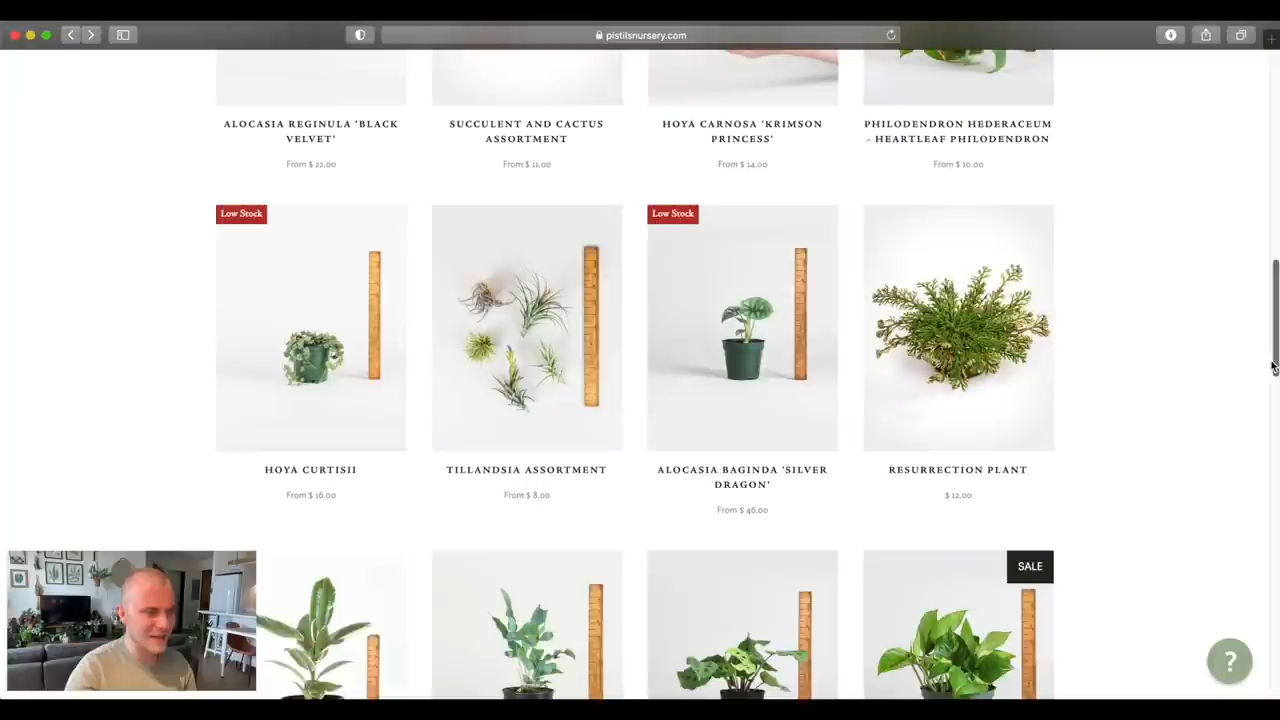 pistilsnursery.com
ALOCASIA REGINULA 'BLACK
VELVET'
From $ 22.00
SUCCULENT AND CACTUS
ASSORTMENT
From $ 11.00
HOYA CARNOSA 'KRIMSON
PRINCESS'
From $ 14.00
PHILODENDRON HEDERACEUM
- HEARTLEAF PHILODENDRON
From $ 10.00
Low Stock
HOYA CURTISII
From $ 16.00
TILLANDSIA ASSORTMENT
From $ 8.00
Low Stock
ALOCASIA BAGINDA 'SILVER
DRAGON'
From $ 46.00
RESURRECTION PLANT
$ 12.00
SALE
?